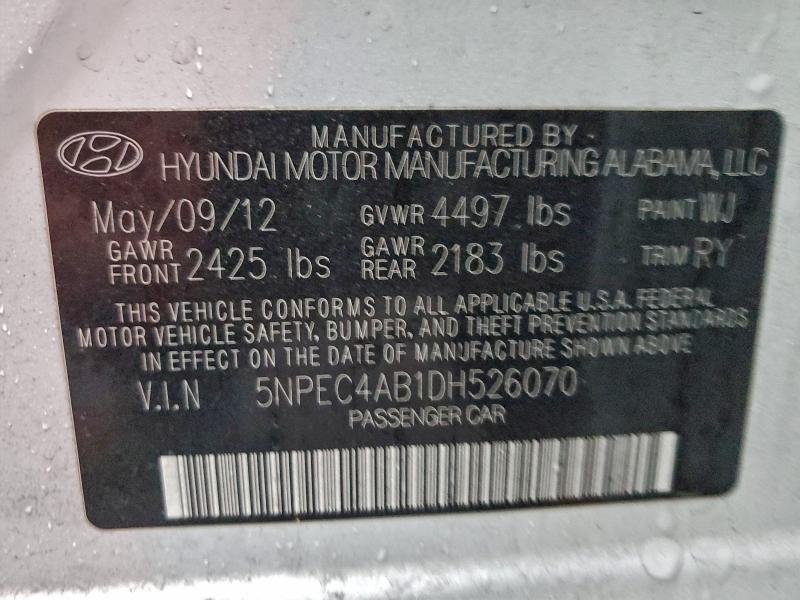 MANUFACTURED BY
HYUNDAI MOTOR MANUFACTURING ALABAMA, LLC
May/09/12 GVWR 4497 lbs PAINT WJ
GAWR FRONT 2425 lbs GAWR REAR 2183 lbs TRIM RY
THIS VEHICLE CONFORMS TO ALL APPLICABLE U.S.A. FEDERAL
MOTOR VEHICLE SAFETY, BUMPER, AND THEFT PREVENTION STANDARDS
IN EFFECT ON THE DATE OF MANUFACTURE SHOWN ABOVE.
V.I.N 5NPEC4AB1DH526070
PASSENGER CAR